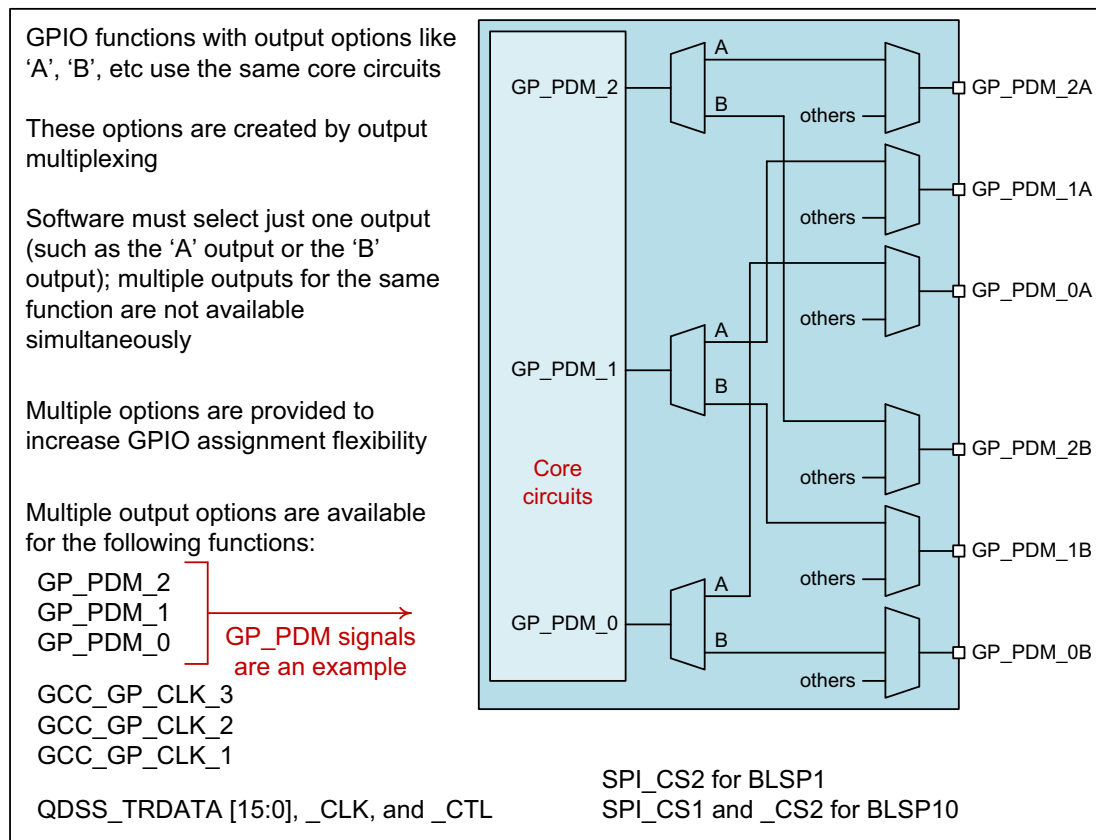 GPIO functions with output options like
‘A’, ‘B’, etc use the same core circuits
These options are created by output
multiplexing
Software must select just one output
(such as the ‘A’ output or the ‘B’
output); multiple outputs for the same
function are not available
simultaneously
Multiple options are provided to
increase GPIO assignment flexibility
Multiple output options are available
for the following functions:
GP_PDM_2
GP_PDM_1
GP_PDM_0
GP_PDM signals
are an example
GCC_GP_CLK_3
GCC_GP_CLK_2
GCC_GP_CLK_1
QDSS_TRDATA [15:0], _CLK, and _CTL
SPI_CS2 for BLSP1
SPI_CS1 and _CS2 for BLSP10
GP_PDM_2
A
B
others
GP_PDM_2A
others
GP_PDM_1A
others
GP_PDM_0A
GP_PDM_1
A
B
Core
circuits
others
GP_PDM_2B
others
GP_PDM_1B
GP_PDM_0
A
B
others
GP_PDM_0B